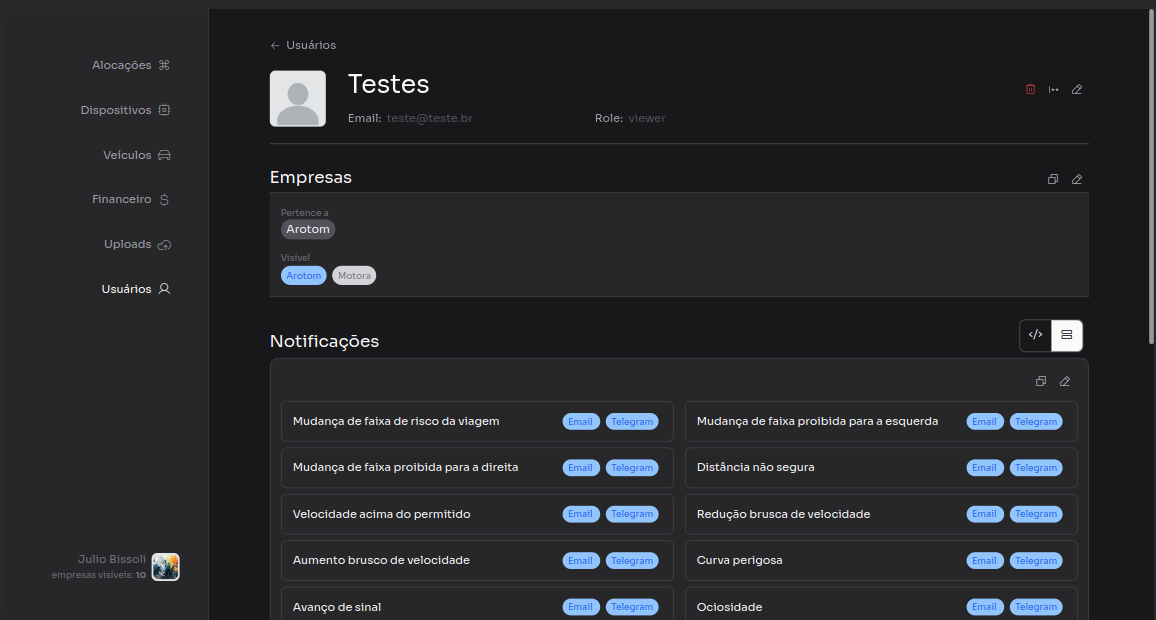 Alocações
Dispositivos
Veículos
Financeiro
Uploads
Usuários
Julio Bissoli
empresas visíveis: 10
← Usuários
Testes
Email: teste@teste.br Role: viewer
Empresas
Pertence a
Arotom
Visível
Arotom Motora
Notificações
</>
Mudança de faixa de risco da viagem Email Telegram
Mudança de faixa proibida para a esquerda Email Telegram
Mudança de faixa proibida para a direita Email Telegram
Distância não segura Email Telegram
Velocidade acima do permitido Email Telegram
Redução brusca de velocidade Email Telegram
Aumento brusco de velocidade Email Telegram
Curva perigosa Email Telegram
Avanço de sinal Email Telegram
Ociosidade Email Telegram